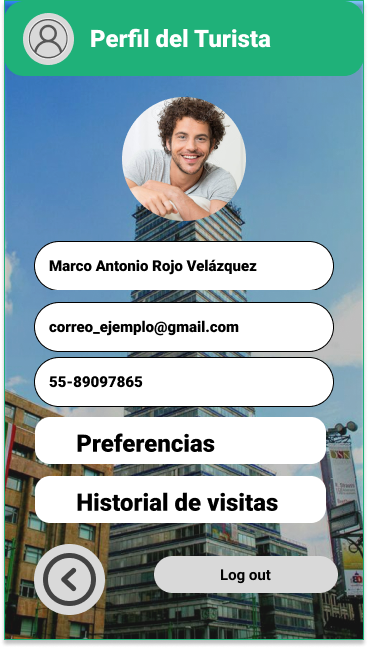 Perfil del Turista
Marco Antonio Rojo Velázquez
correo_ejemplo@gmail.com
55-89097865
Preferencias
Historial de visitas
Log out